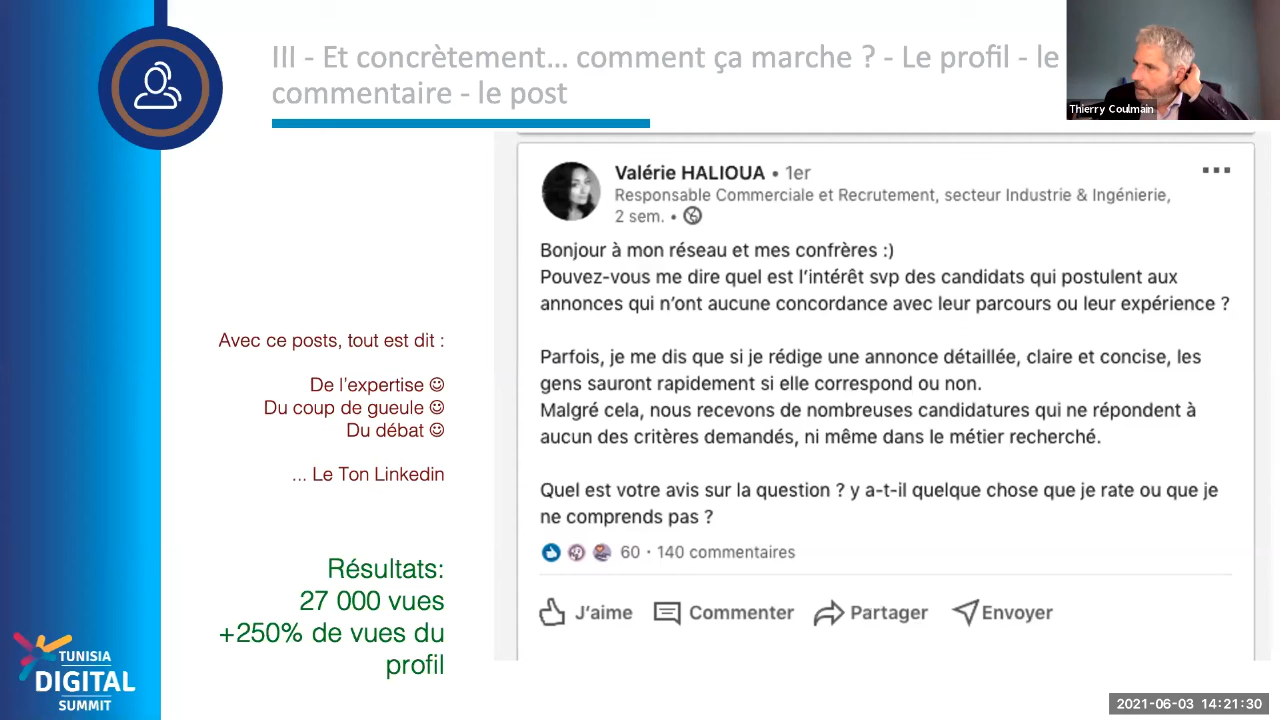 III - Et concrètement... comment ça marche ? - Le profil - le
commentaire - le post
Thierry Coulmain
Valérie HALIOUA • 1er
Responsable Commerciale et Recrutement, secteur Industrie & Ingénierie,
2 sem. •
Bonjour à mon réseau et mes confrères :)
Pouvez-vous me dire quel est l'intérêt svp des candidats qui postulent aux
annonces qui n'ont aucune concordance avec leur parcours ou leur expérience ?
Parfois, je me dis que si je rédige une annonce détaillée, claire et concise, les
gens sauront rapidement si elle correspond ou non.
Malgré cela, nous recevons de nombreuses candidatures qui ne répondent à
aucun des critères demandés, ni même dans le métier recherché.
Quel est votre avis sur la question ? y a-t-il quelque chose que je rate ou que je
ne comprends pas ?
60 · 140 commentaires
J'aime Commenter Partager Envoyer
Avec ce posts, tout est dit :
De l'expertise ☺
Du coup de gueule ☺
Du débat ☺
... Le Ton Linkedin
Résultats:
27 000 vues
+250% de vues du
profil
TUNISIA
DIGITAL
SUMMIT
2021-06-03 14:21:30